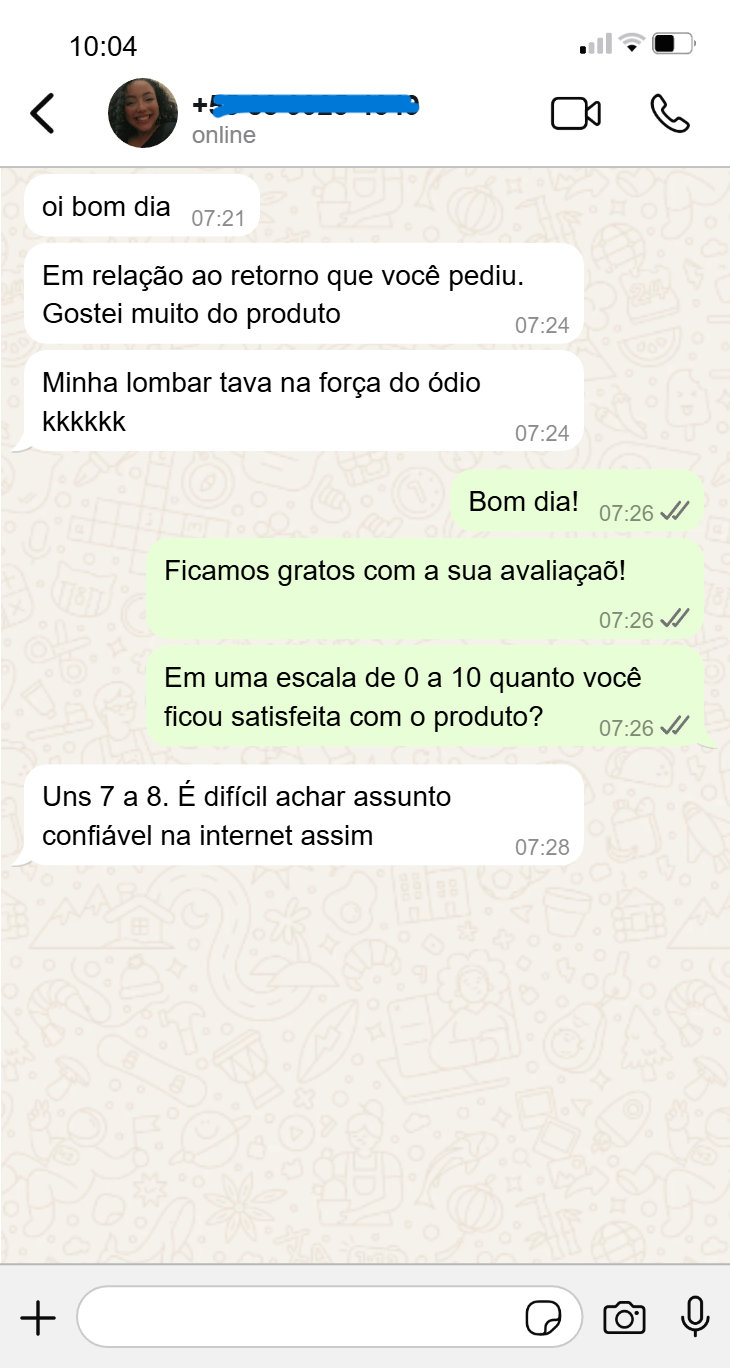 10:04
online
oi bom dia 07:21
Em relação ao retorno que você pediu.
Gostei muito do produto
07:24
Minha lombar tava na força do ódio
kkkkkk
07:24
Bom dia! 07:26
Ficamos gratos com a sua avaliaçaõ!
07:26
Em uma escala de 0 a 10 quanto você
ficou satisfeita com o produto?
07:26
Uns 7 a 8. É difícil achar assunto
confiável na internet assim
07:28